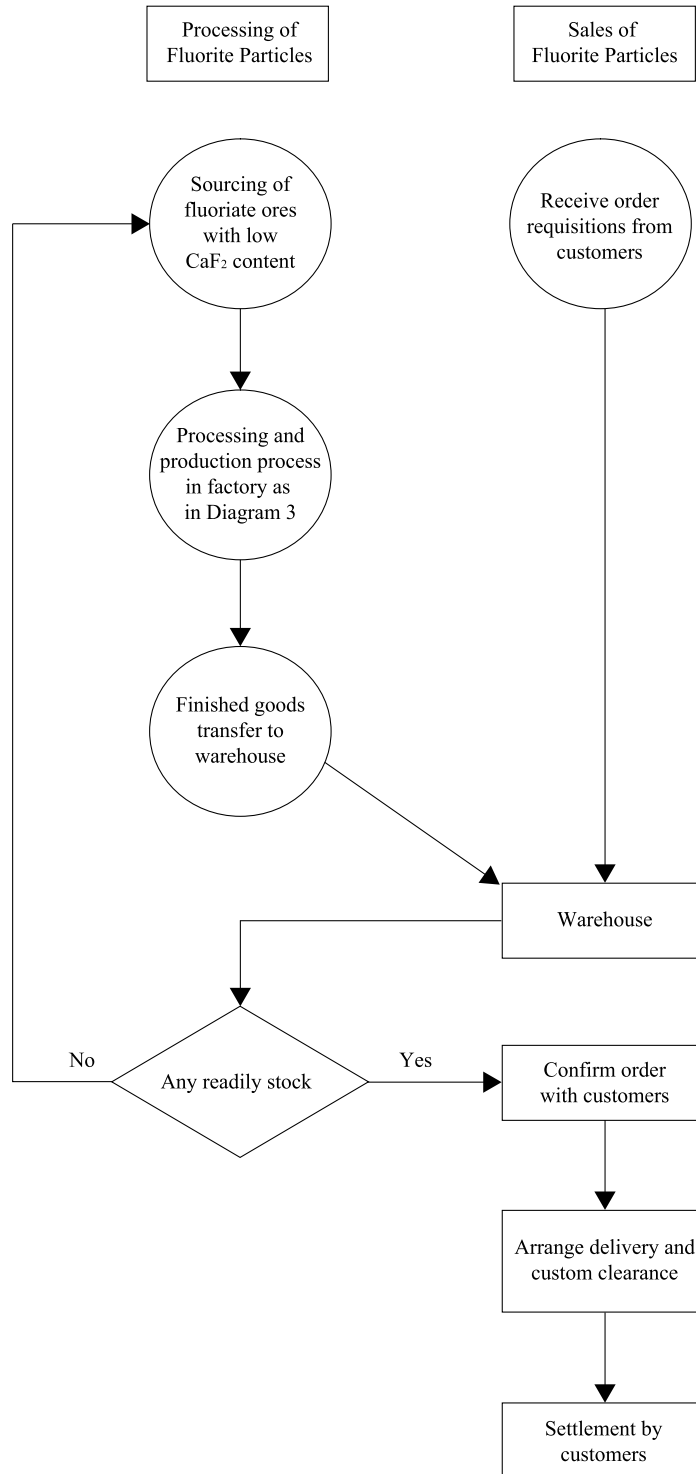 Processing of
Fluorite Particles
Sales of
Fluorite Particles
Sourcing of
fluoriate ores
with low
CaF₂ content
Receive order
requisitions from
customers
Processing and
production process
in factory as
in Diagram 3
Finished goods
transfer to
warehouse
Warehouse
No
Any readily stock
Yes
Confirm order
with customers
Arrange delivery and
custom clearance
Settlement by
customers